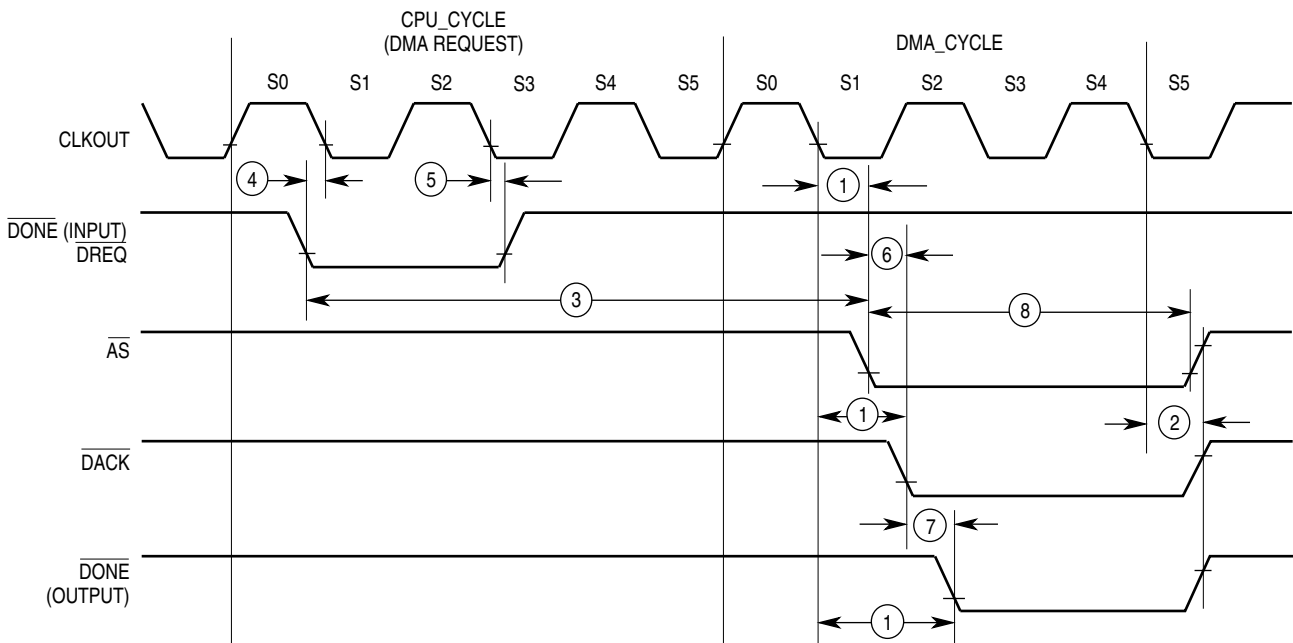 CPU_CYCLE
(DMA REQUEST)
DMA_CYCLE
S0 S1 S2 S3 S4 S5 S0 S1 S2 S3 S4 S5
CLKOUT
4 5 1
DONE (INPUT)
DREQ
6
3 8
AS
1 2
DACK
7
DONE
(OUTPUT)
1